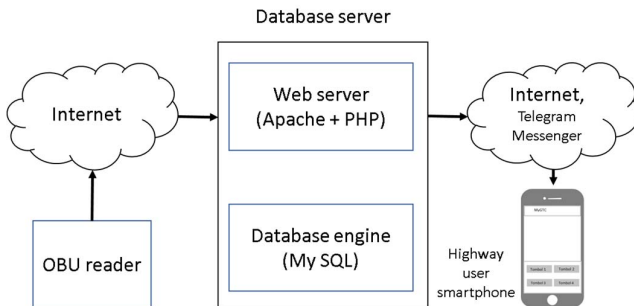 Database server
Internet
Web server
(Apache + PHP)
Internet,
Telegram
Messenger
OBU reader
Database engine
(My SQL)
Highway
user
smartphone